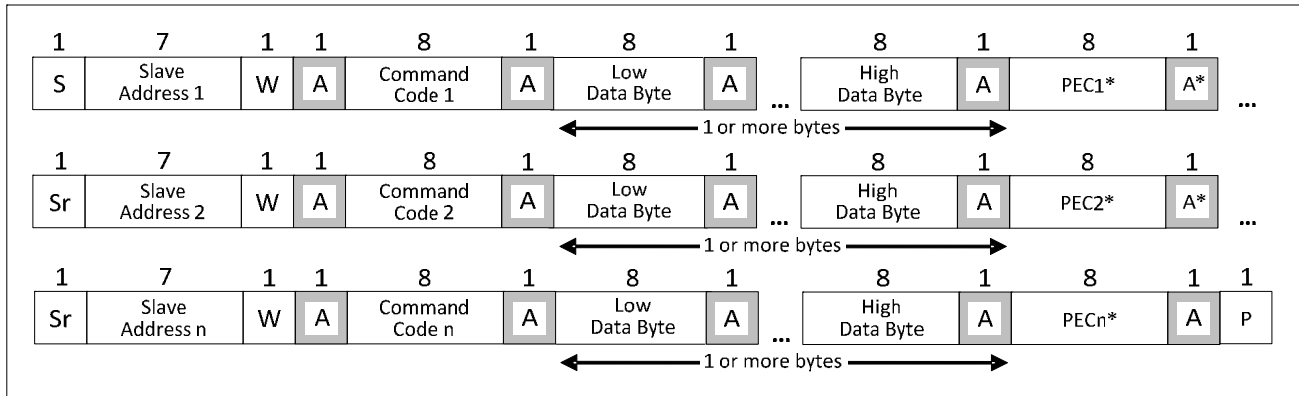 1 7 1 1 8 1 8 1 8 1 8 1
S Slave Address 1 W A Command Code 1 A Low Data Byte A ... High Data Byte A PEC1* A* ...
1 or more bytes
1 7 1 1 8 1 8 1 8 1 8 1
Sr Slave Address 2 W A Command Code 2 A Low Data Byte A ... High Data Byte A PEC2* A* ...
1 or more bytes
1 7 1 1 8 1 8 1 8 1 8 1 1
Sr Slave Address n W A Command Code n A Low Data Byte A ... High Data Byte A PECn* A P
1 or more bytes